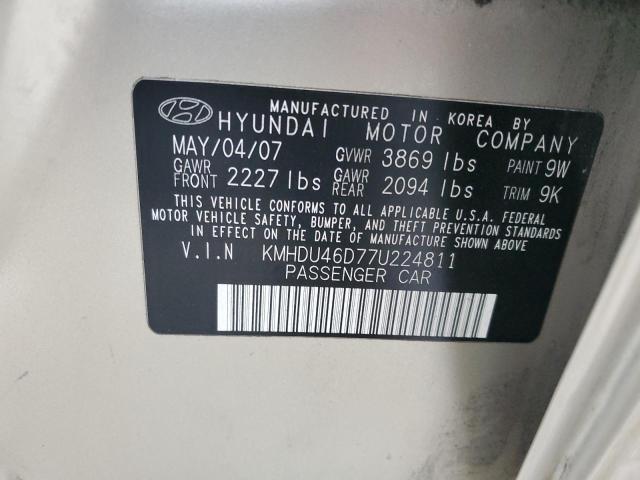 MANUFACTURED IN KOREA BY
HYUNDAI MOTOR COMPANY
MAY/04/07 GVWR 3869 lbs PAINT 9W
GAWR FRONT 2227 lbs GAWR REAR 2094 lbs TRIM 9K
THIS VEHICLE CONFORMS TO ALL APPLICABLE U.S.A. FEDERAL
MOTOR VEHICLE SAFETY, BUMPER, AND THEFT PREVENTION STANDARDS
IN EFFECT ON THE DATE OF MANUFACTURE SHOWN ABOVE
V.I.N KMHDU46D77U224811
PASSENGER CAR